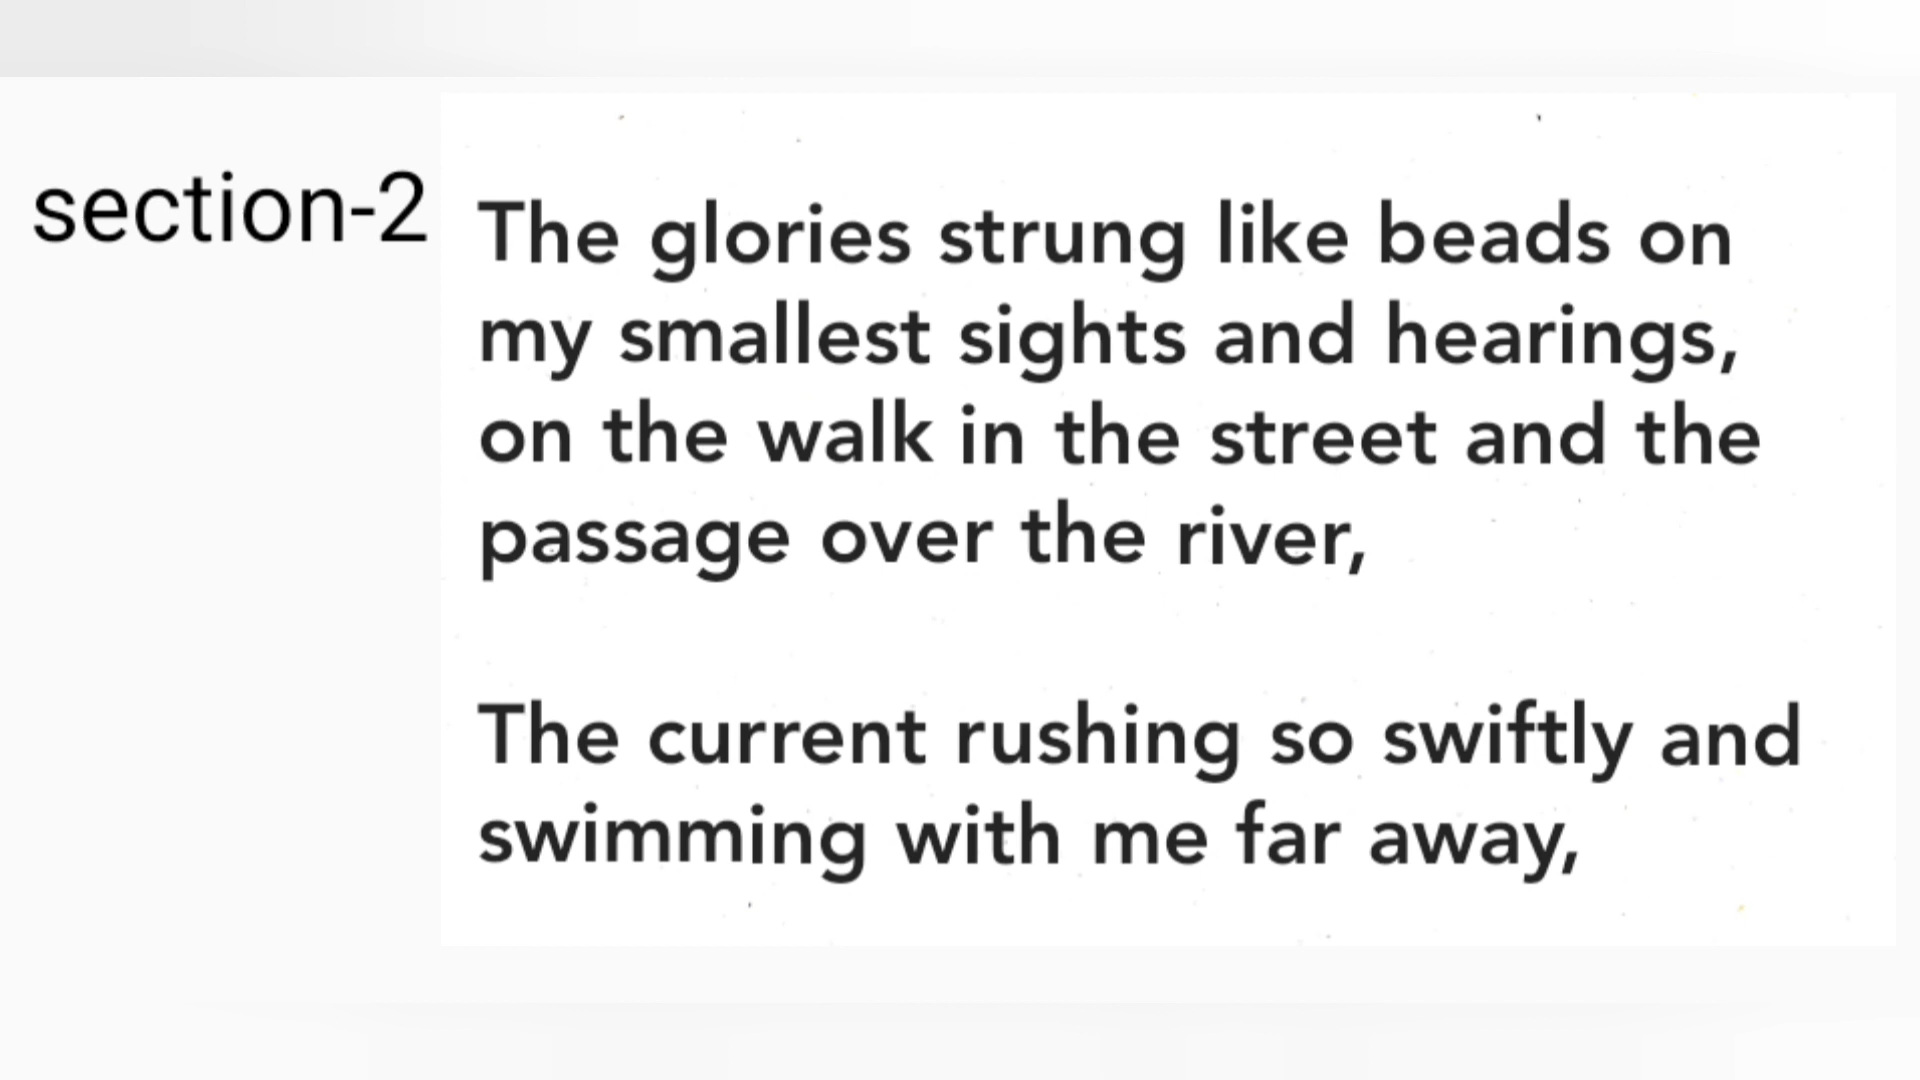 section-2
The glories strung like beads on
my smallest sights and hearings,
on the walk in the street and the
passage over the river,
The current rushing so swiftly and
swimming with me far away,